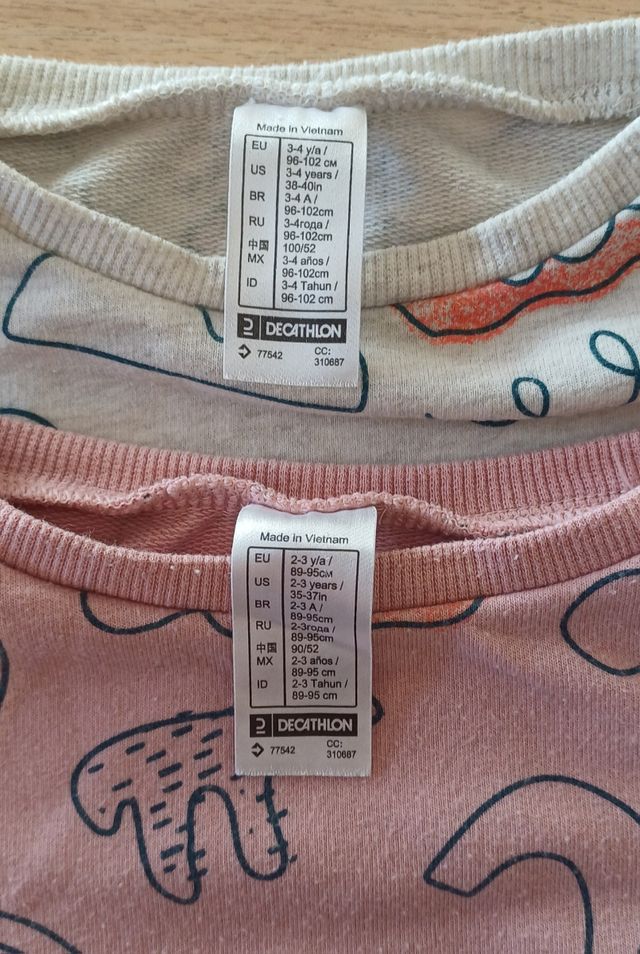 Made in Vietnam
EU 3-4 y/a /
96-102 см
US 3-4 years /
38-40in
BR 3-4 A /
96-102cm
RU 3-4года /
96-102cm
中国 100/52
MX 3-4 años /
96-102cm
ID 3-4 Tahun /
96-102 cm
DECATHLON
77542 CC:
310687
Made in Vietnam
EU 2-3 y/a /
89-95см
US 2-3 years /
35-37in
BR 2-3 A /
89-95cm
RU 2-3года /
89-95cm
中国 90/52
MX 2-3 años /
89-95 cm
ID 2-3 Tahun /
89-95 cm
DECATHLON
77542 CC:
310687